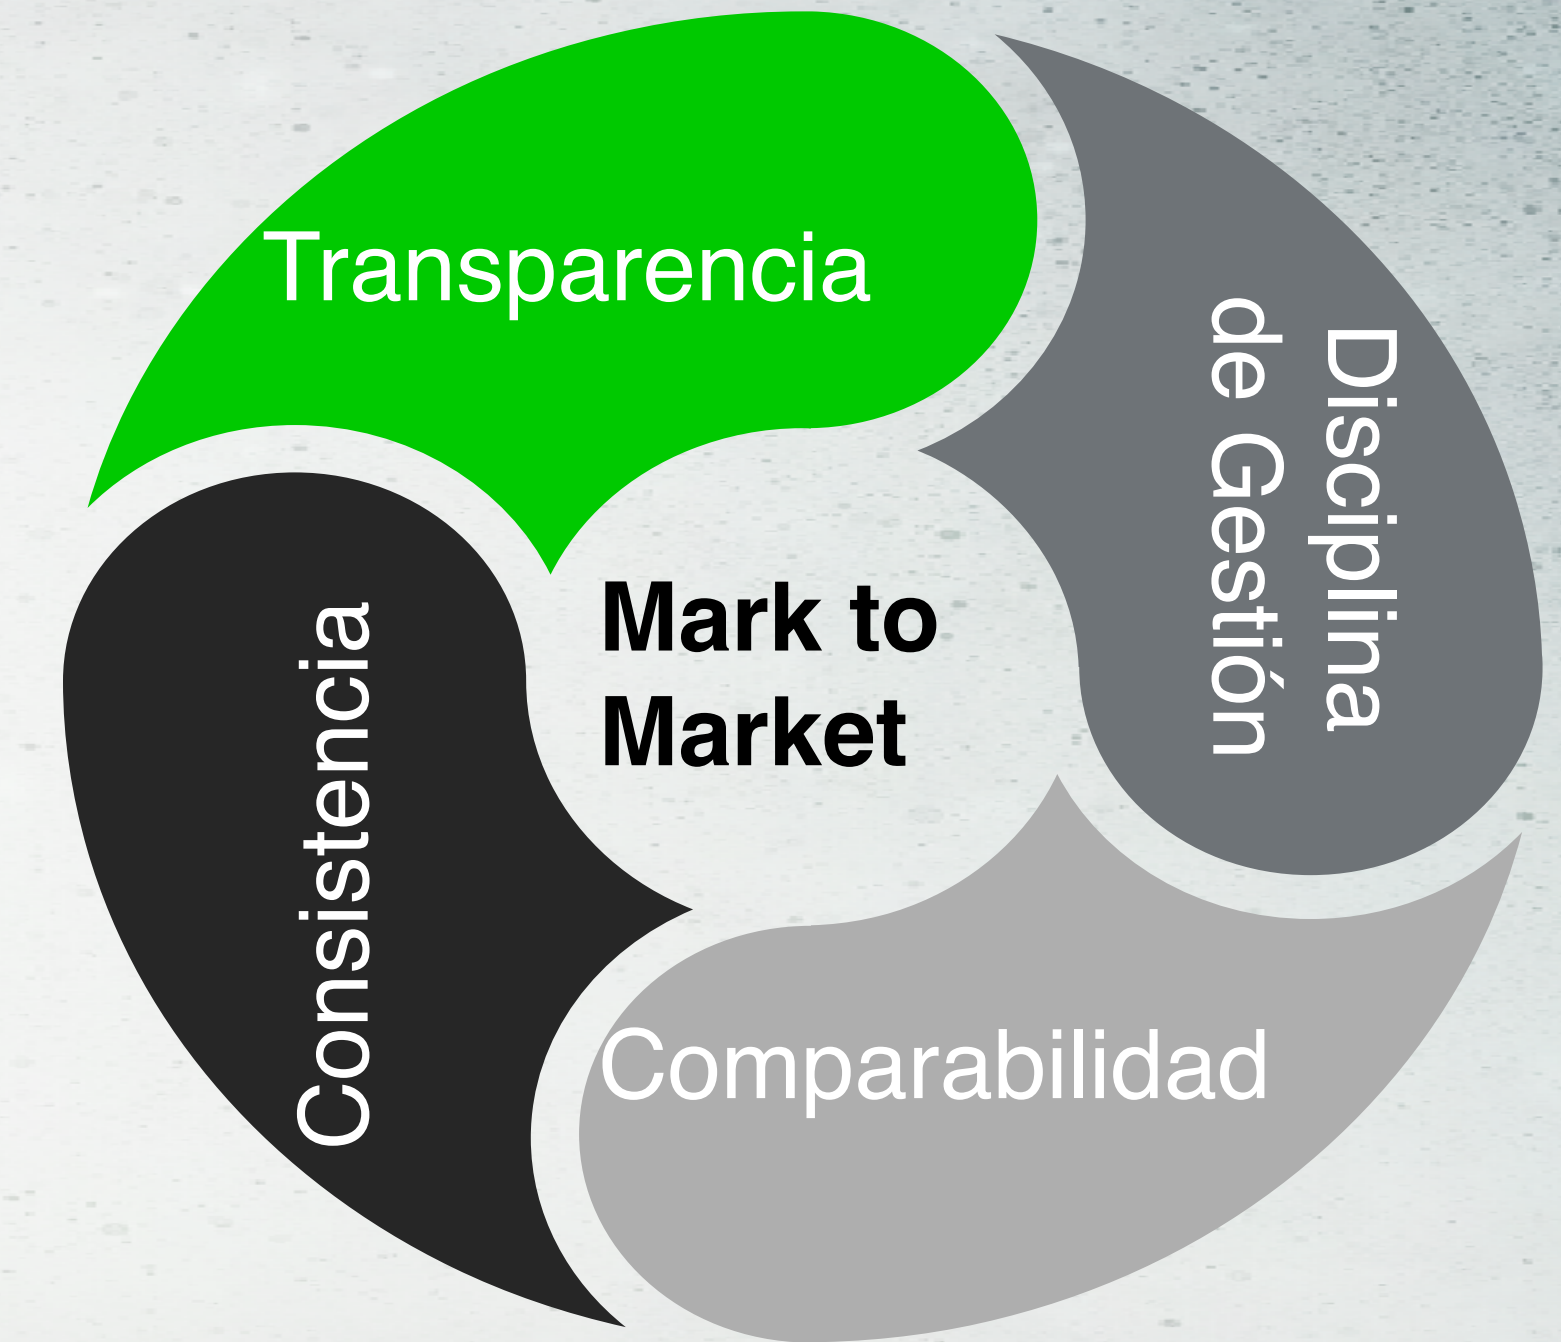 Transparencia
Disciplina
de Gestión
Mark to
Market
Consistencia
Comparabilidad